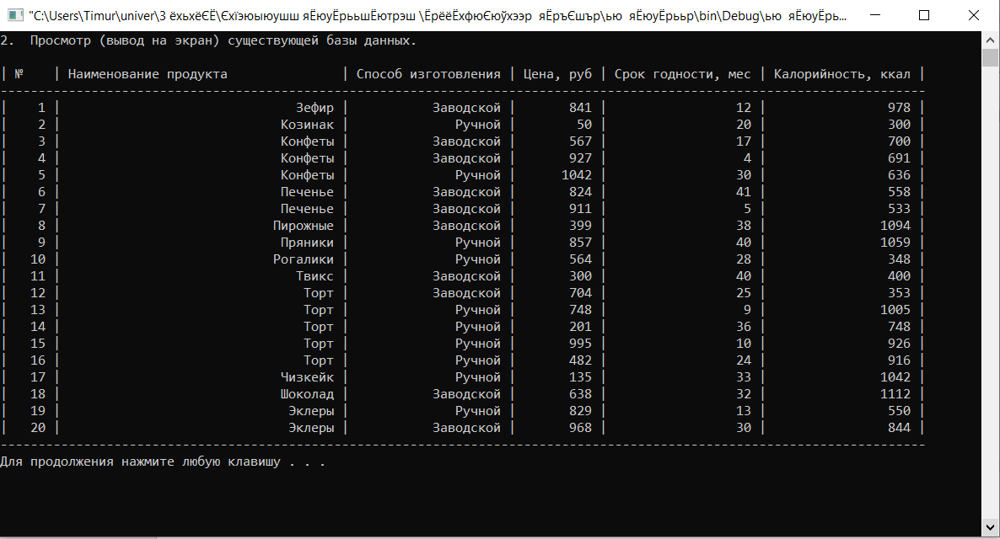 "C:\Users\Timur\univer\3 ёхьхёЄЁ\Єхїэюыюушш яЁюуЁрььшЁютрэш \ЁрёёЁхфюЄюўхээр  яЁръЄшър\ью  яЁюуЁрььр\bin\Debug\ью  яЁюуЁрь...
2.  Просмотр (вывод на экран) существующей базы данных.
| №    | Наименование продукта               | Способ изготовления | Цена, руб | Срок годности, мес | Калорийность, ккал |
--------------------------------------------------------------------------------------------------------------------------
|    1 |                               Зефир |           Заводской |       841 |                 12 |                978 |
|    2 |                             Козинак |              Ручной |        50 |                 20 |                300 |
|    3 |                             Конфеты |           Заводской |       567 |                 17 |                700 |
|    4 |                             Конфеты |           Заводской |       927 |                  4 |                691 |
|    5 |                             Конфеты |              Ручной |      1042 |                 30 |                636 |
|    6 |                             Печенье |           Заводской |       824 |                 41 |                558 |
|    7 |                             Печенье |           Заводской |       911 |                  5 |                533 |
|    8 |                            Пирожные |           Заводской |       399 |                 38 |               1094 |
|    9 |                             Пряники |              Ручной |       857 |                 40 |               1059 |
|   10 |                            Рогалики |              Ручной |       564 |                 28 |                348 |
|   11 |                               Твикс |           Заводской |       300 |                 40 |                400 |
|   12 |                                Торт |           Заводской |       704 |                 25 |                353 |
|   13 |                                Торт |              Ручной |       748 |                  9 |               1005 |
|   14 |                                Торт |              Ручной |       201 |                 36 |                748 |
|   15 |                                Торт |              Ручной |       995 |                 10 |                926 |
|   16 |                                Торт |              Ручной |       482 |                 24 |                916 |
|   17 |                             Чизкейк |              Ручной |       135 |                 33 |               1042 |
|   18 |                             Шоколад |           Заводской |       638 |                 32 |               1112 |
|   19 |                              Эклеры |              Ручной |       829 |                 13 |                550 |
|   20 |                              Эклеры |           Заводской |       968 |                 30 |                844 |
--------------------------------------------------------------------------------------------------------------------------
Для продолжения нажмите любую клавишу . . .